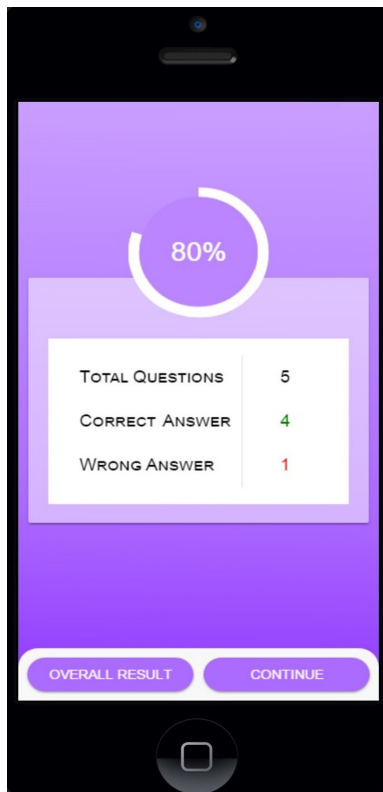 80%
Total Questions 5
Correct Answer 4
Wrong Answer 1
OVERALL RESULT CONTINUE